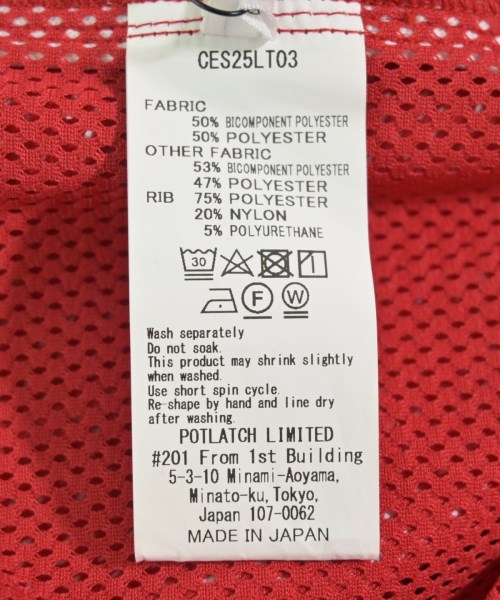 CES25LT03
FABRIC
50% BICOMPONENT POLYESTER
50% POLYESTER
OTHER FABRIC
53% BICOMPONENT POLYESTER
47% POLYESTER
RIB 75% POLYESTER
20% NYLON
5% POLYURETHANE
30
F W
Wash separately
Do not soak.
This product may shrink slightly
when washed.
Use short spin cycle.
Re-shape by hand and line dry
after washing.
POTLATCH LIMITED
#201 From 1st Building
5-3-10 Minami-Aoyama,
Minato-ku, Tokyo,
Japan 107-0062
MADE IN JAPAN